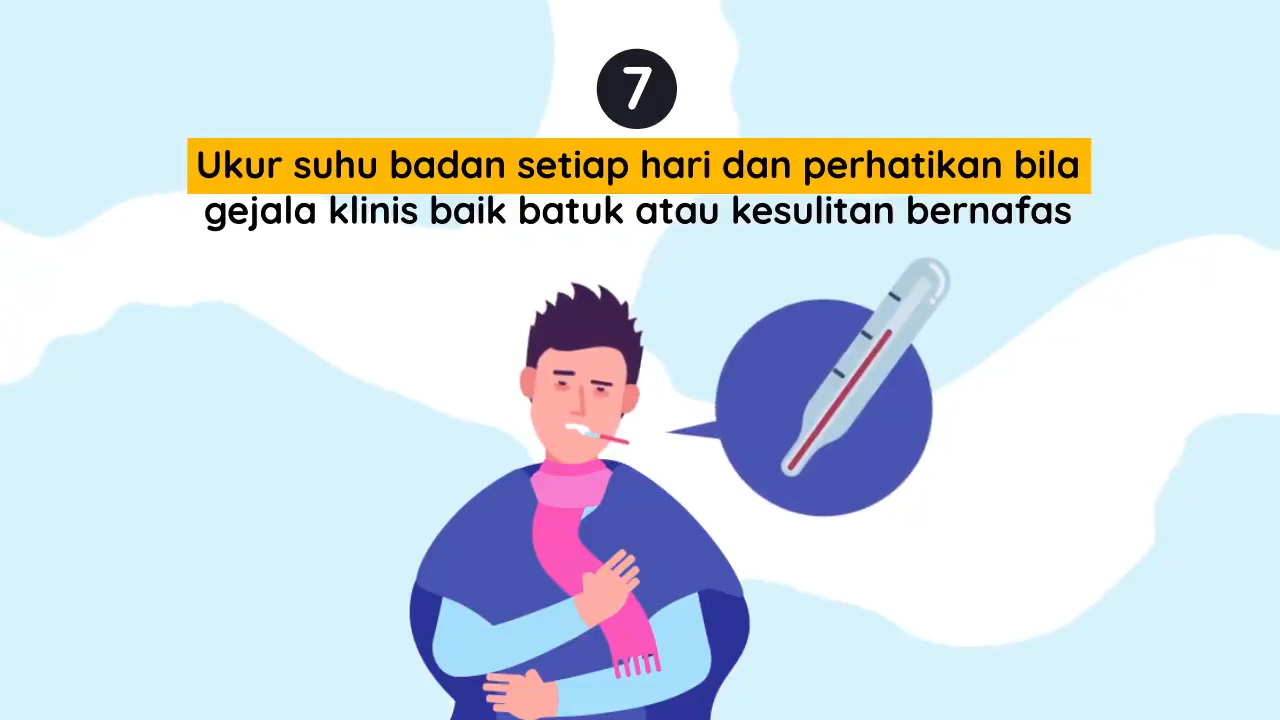 7
Ukur suhu badan setiap hari dan perhatikan bila
gejala klinis baik batuk atau kesulitan bernafas